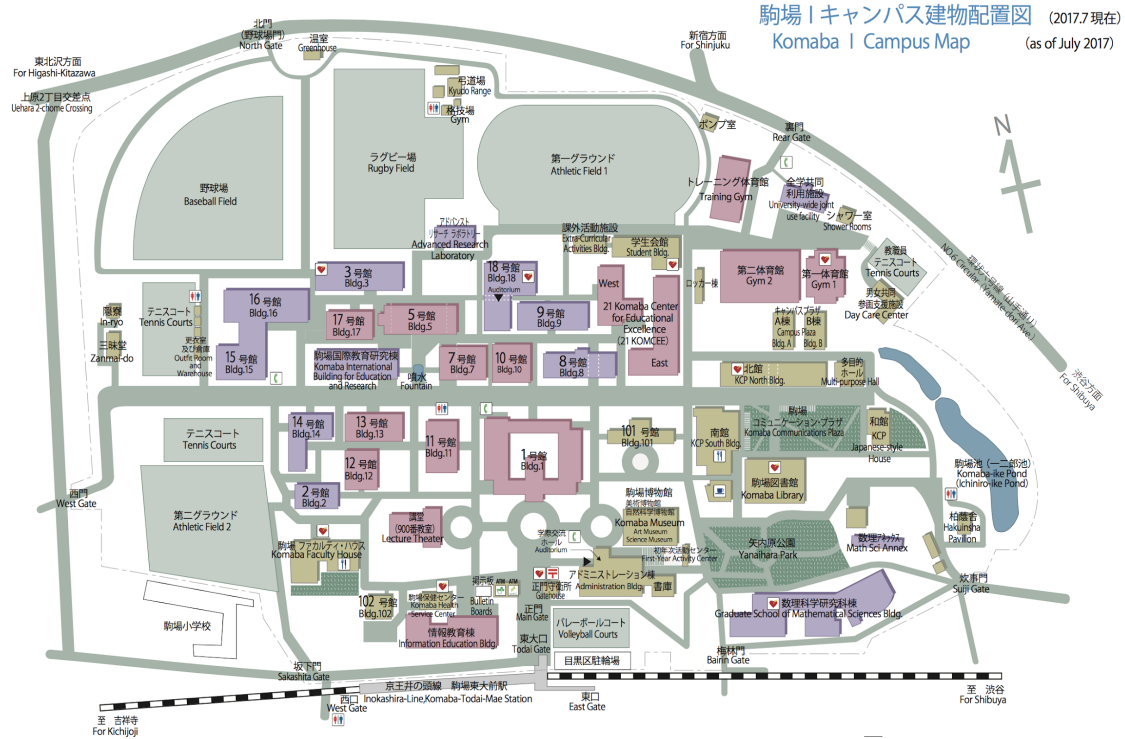 駒場Ⅰキャンパス建物配置図 (2017.7 現在)
Komaba Ⅰ Campus Map (as of July 2017)
北門
(野球場門)
North Gate
温室
Greenhouse
東北沢方面
For Higashi-Kitazawa
上原2丁目交差点
Uehara 2-chome Crossing
新宿方面
For Shinjuku
弓道場
Kyudo Range
格技場
Gym
ポンプ室
裏門
Rear Gate
N
ラグビー場
Rugby Field
第一グラウンド
Athletic Field 1
野球場
Baseball Field
トレーニング体育館
Training Gym
全学共同
利用施設
University-wide joint
use facility
シャワー室
Shower Rooms
アドバンスト
リサーチ ラボラトリー
Advanced Research
Laboratory
課外活動施設
Extra-Curricular
Activities Bldg.
学生会館
Student Bldg.
教職員
テニスコート
Tennis Courts
環状六号線(山手通り)
NO.6 Circular (Yamate-dori Ave.)
渋谷方面
For Shibuya
3 号館
Bldg.3
18 号館
Bldg.18
Auditorium
West
21 Komaba Center
for Educational
Excellence
(21 KOMCEE)
East
ロッカー棟
第二体育館
Gym 2
第一体育館
Gym 1
男女共同
参画支援施設
Day Care Center
キャンパスプラザ
A棟
B棟
Campus Plaza
Bldg. A
Bldg. B
隠寮
In-ryo
三昧堂
Zanmai-do
テニスコート
Tennis Courts
更衣室
及び倉庫
Outfit Room
and
Warehouse
16 号館
Bldg.16
15 号館
Bldg.15
17 号館
Bldg.17
5 号館
Bldg.5
9 号館
Bldg.9
駒場国際教育研究棟
Komaba International
Building for Education
and Research
噴水
Fountain
7 号館
Bldg.7
10 号館
Bldg.10
8 号館
Bldg.8
北館
KCP North Bldg.
多目的
ホール
Multi-purpose Hall
テニスコート
Tennis Courts
14 号館
Bldg.14
13 号館
Bldg.13
11 号館
Bldg.11
12 号館
Bldg.12
1 号館
Bldg.1
101 号館
Bldg.101
南館
KCP South Bldg.
駒場
コミュニケーション・プラザ
Komaba Communications Plaza
和館
KCP
Japanese-style
House
駒場図書館
Komaba Library
駒場池 (一二郎池)
Komaba-ike Pond
(Ichiro-ike Pond)
西門
West Gate
2 号館
Bldg.2
第二グラウンド
Athletic Field 2
講堂
(900番教室)
Lecture Theater
学際交流
ホール
Auditorium
駒場博物館
美術博物館
自然科学博物館
Komaba Museum
Art Museum
Science Museum
初年次活動センター
First-Year Activity Center
矢内原公園
Yanaihara Park
数理アネックス
Math Sci Annex
柏蔭舎
Hakuinsha
Pavilion
駒場 ファカルティ・ハウス
Komaba Faculty House
アドミニストレーション棟
Administration Bldg.
書庫
炊事門
Suji Gate
102 号館
Bldg.102
駒場保健センター
Komaba Health
Service Center
掲示板
ATM
ATM
Bulletin
Boards
正門守衛所
Gatehouse
正門
Main Gate
数理科学研究科棟
Graduate School of Mathematical Sciences Bldg.
駒場小学校
情報教育棟
Information Education Bldg.
東大口
Todai Gate
バレーボールコート
Volleyball Courts
目黒区駐輪場
梅林門
Bairin Gate
坂下門
Sakashita Gate
京王井の頭線 駒場東大前駅
Inokashira-Line,Komaba-Todai-Mae Station
西口
West Gate
東口
East Gate
至 吉祥寺
For Kichijoji
至 渋谷
For Shibuya